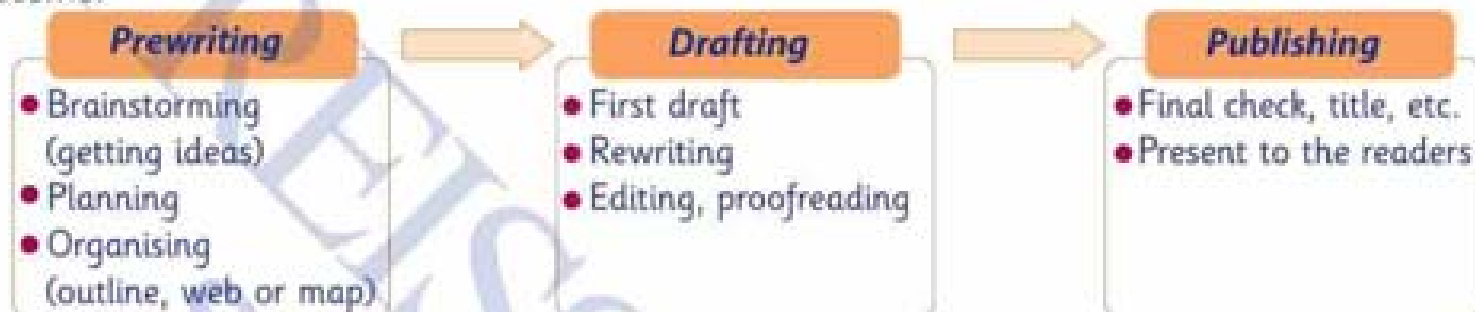 Prewriting
• Brainstorming
(getting ideas)
• Planning
• Organising
(outline, web or map)
Drafting
• First draft
• Rewriting
• Editing, proofreading
Publishing
• Final check, title, etc.
• Present to the readers